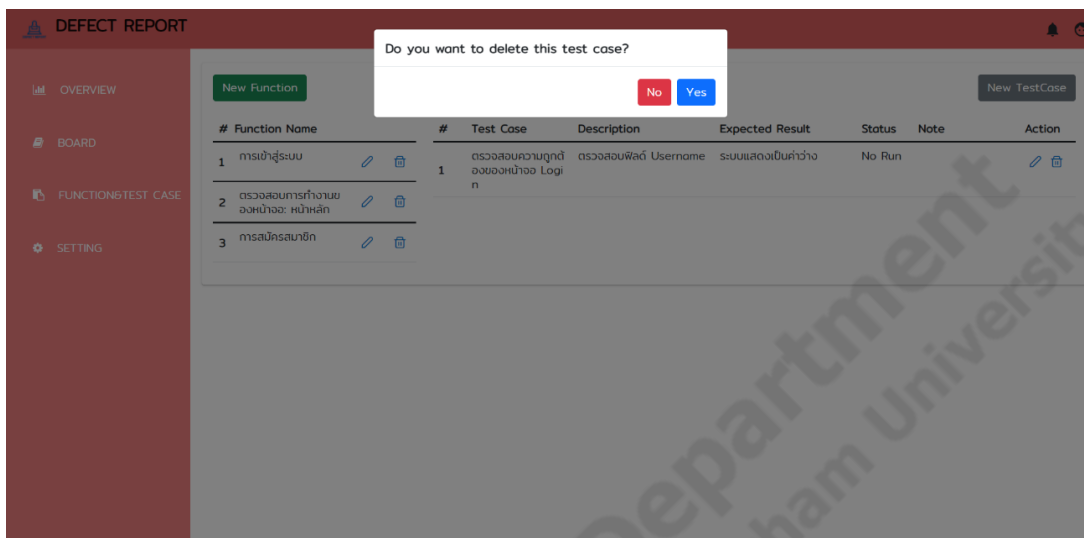 DEFECT REPORT
Do you want to delete this test case?
No Yes
OVERVIEW
BOARD
FUNCTION&TEST CASE
SETTING
New Function
New TestCase
# Function Name
1 การเข้าสู่ระบบ
2 ตรวจสอบการทำงานข
องหน้าจอ: หน้าหลัก
3 การสมัครสมาชิก
# Test Case Description Expected Result Status Note Action
1 ตรวจสอบความถูกต้ ตรวจสอบฟิลด์ Username ระบบแสดงเป็นค่าว่าง No Run
องของหน้าจอ Logi
n
Department